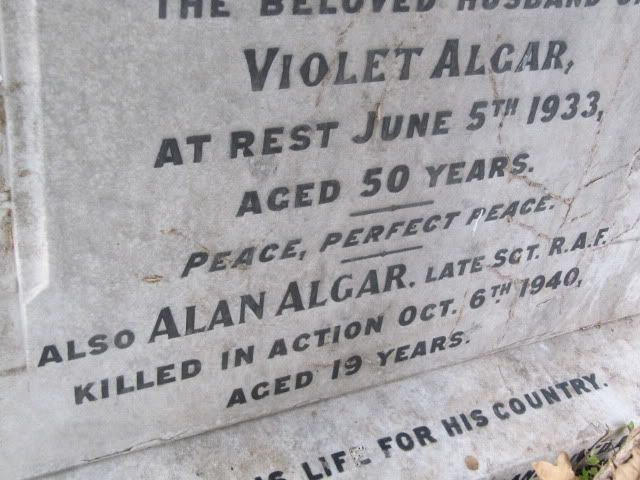 THE BELOVED HUSBAND OF
VIOLET ALGAR,
AT REST JUNE 5TH 1933,
AGED 50 YEARS.
PEACE, PERFECT PEACE.
ALSO ALAN ALGAR. LATE SGT. R.A.F.
KILLED IN ACTION OCT. 6TH 1940,
AGED 19 YEARS.
LIFE FOR HIS COUNTRY.